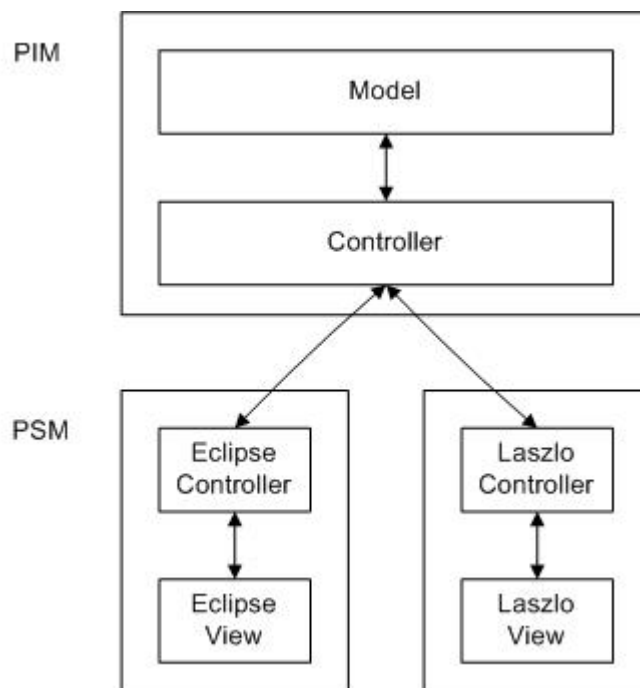 PIM
Model
Controller
PSM
Eclipse
Controller
Laszlo
Controller
Eclipse
View
Laszlo
View